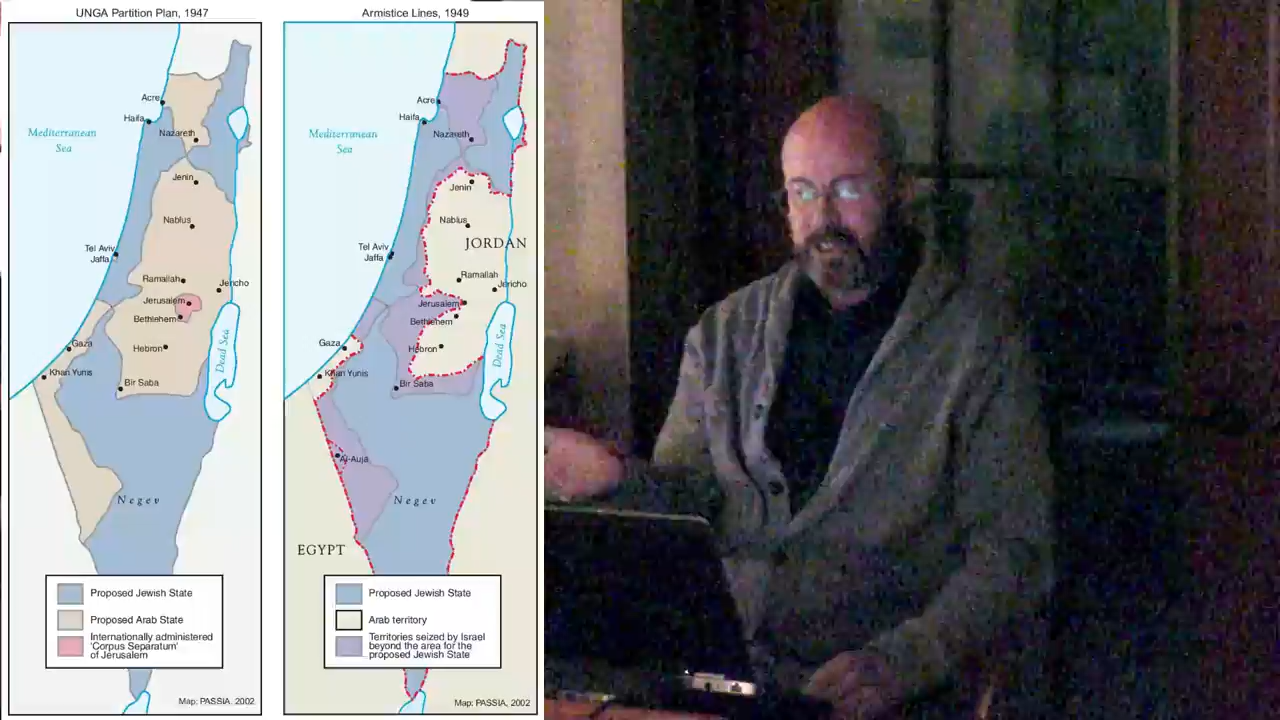 UNGA Partition Plan, 1947
Acre
Haifa
Mediterranean
Sea
Nazareth
Jenin
Nablus
Tel Aviv
Jaffa
Ramallah
Jericho
Jerusalem
Bethlehem
Dead Sea
Gaza
Hebron
Khan Yunis
Bir Saba
Negev
Proposed Jewish State
Proposed Arab State
Internationally administered
'Corpus Separatum'
of Jerusalem
Map: PASSIA, 2002
Armistice Lines, 1949
Acre
Haifa
Mediterranean
Sea
Nazareth
Jenin
Nablus
JORDAN
Tel Aviv
Jaffa
Ramallah
Jericho
Jerusalem
Bethlehem
Dead Sea
Gaza
Hebron
Khan Yunis
Bir Saba
Al-Auja
Negev
EGYPT
Proposed Jewish State
Arab territory
Territories seized by Israel
beyond the area for the
proposed Jewish State
Map: PASSIA, 2002